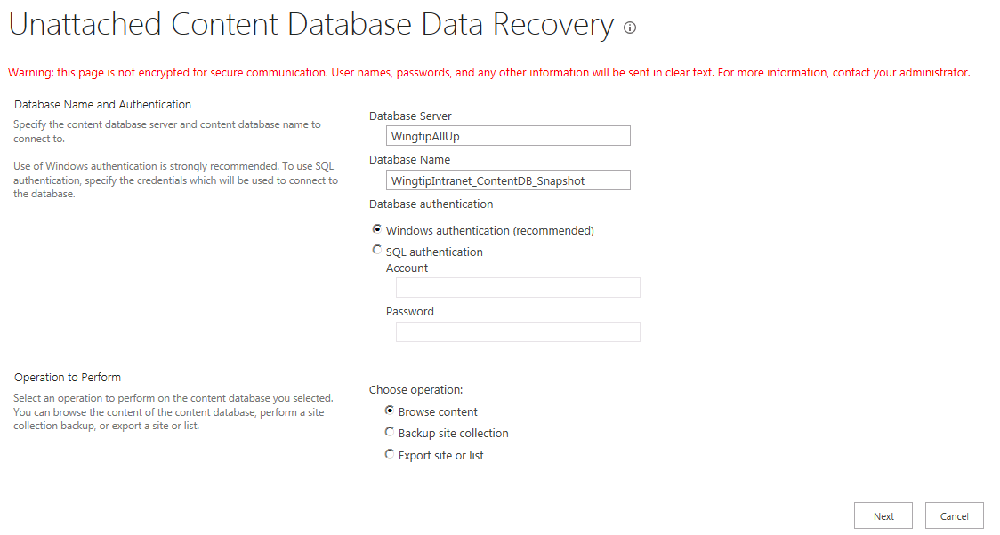 Unattached Content Database Data Recovery
Warning: this page is not encrypted for secure communication. User names, passwords, and any other information will be sent in clear text. For more information, contact your administrator.
Database Name and Authentication
Specify the content database server and content database name to
connect to.
Use of Windows authentication is strongly recommended. To use SQL
authentication, specify the credentials which will be used to connect to
the database.
Database Server
WingtipAllUp
Database Name
WingtipIntranet_ContentDB_Snapshot
Database authentication
Windows authentication (recommended)
SQL authentication
Account
Password
Operation to Perform
Select an operation to perform on the content database you selected.
You can browse the content of the content database, perform a site
collection backup, or export a site or list.
Choose operation:
Browse content
Backup site collection
Export site or list
Next
Cancel